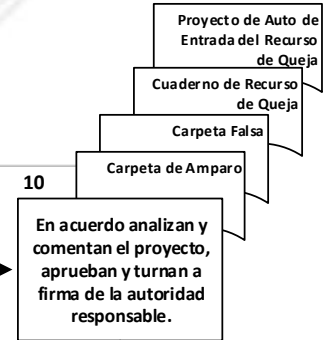 Proyecto de Auto de
Entrada del Recurso
de Queja
Cuaderno de Recurso
de Queja
Carpeta Falsa
Carpeta de Amparo
10
En acuerdo analizan y
comentan el proyecto,
aprueban y turnan a
firma de la autoridad
responsable.